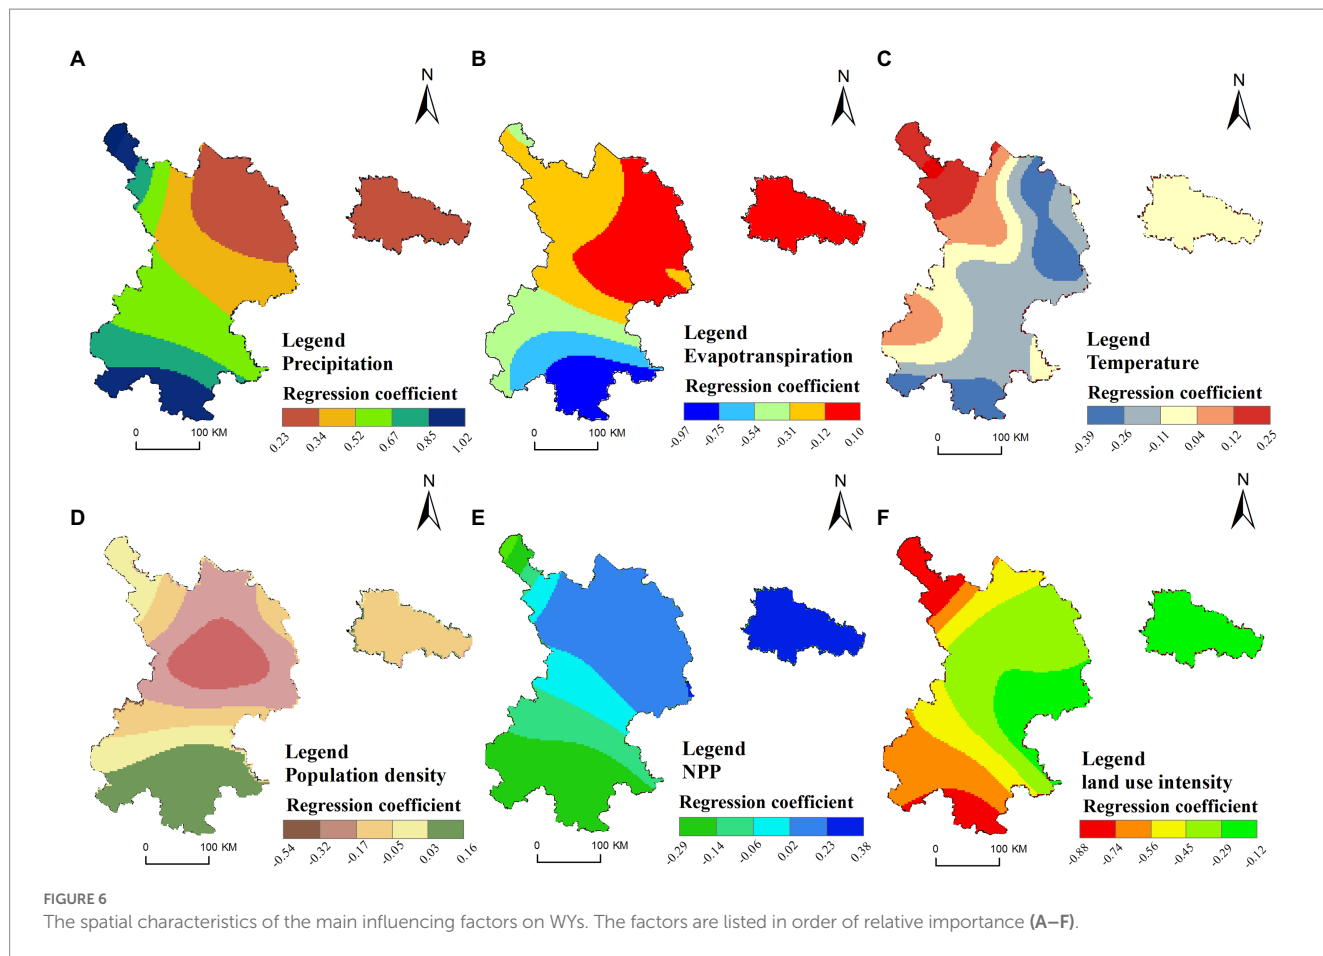 A
B
C
N
N
N
Legend
Precipitation
Regression coefficient
0.23
0.34
0.52
0.67
0.85
1.02
0
100 KM
Legend
Evapotranspiration
Regression coefficient
-0.97
-0.75
-0.54
-0.31
-0.12
0.10
0
100 KM
Legend
Temperature
Regression coefficient
-0.39
-0.26
-0.11
0.04
0.12
0.25
0
100 KM
D
E
F
N
N
N
Legend
Population density
Regression coefficient
-0.54
-0.32
-0.17
-0.05
0.03
0.16
0
100 KM
Legend
NPP
Regression coefficient
-0.29
-0.14
-0.06
0.02
0.23
0.38
0
100 KM
Legend
land use intensity
Regression coefficient
-0.88
-0.74
-0.56
-0.45
-0.29
-0.12
0
100 KM
FIGURE 6
The spatial characteristics of the main influencing factors on WYs. The factors are listed in order of relative importance (A–F).